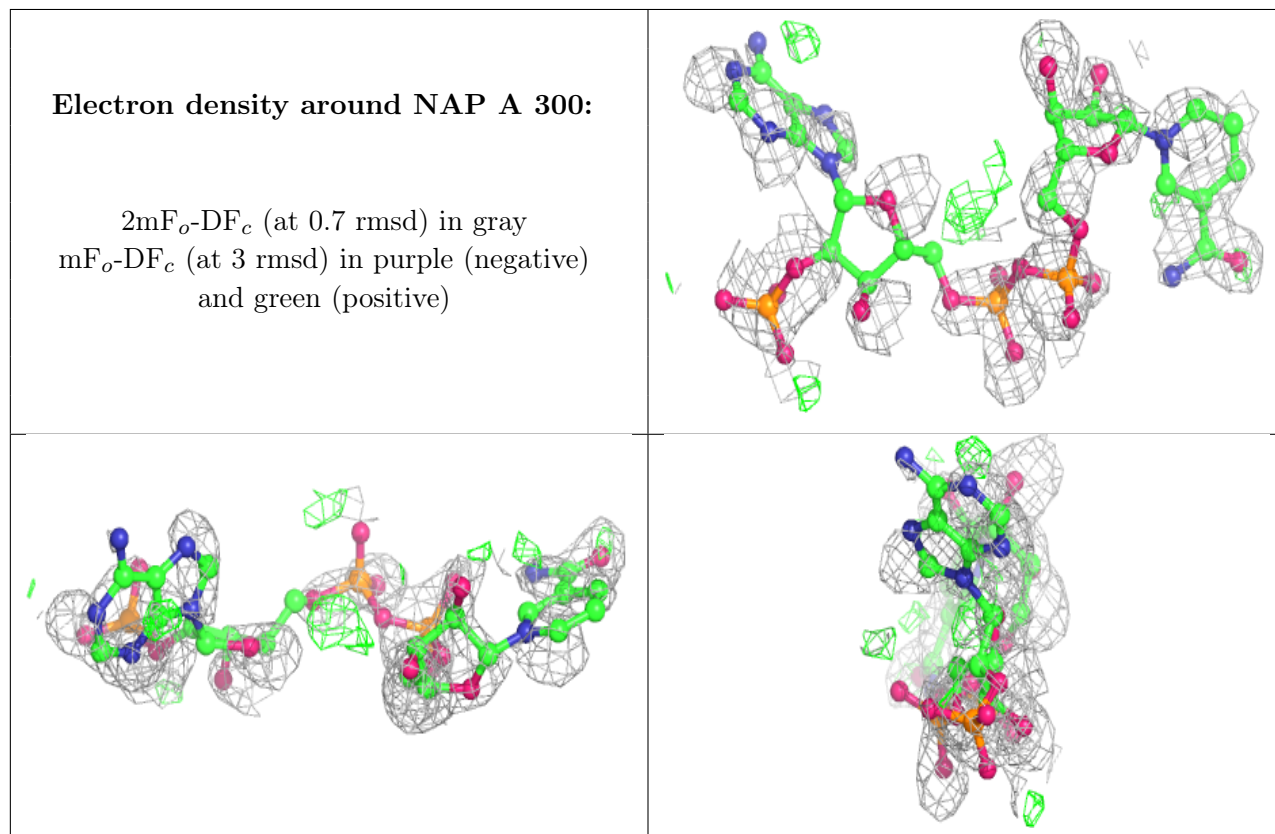 Electron density around NAP A 300:
2mFo-DFc (at 0.7 rmsd) in gray
mFo-DFc (at 3 rmsd) in purple (negative)
and green (positive)